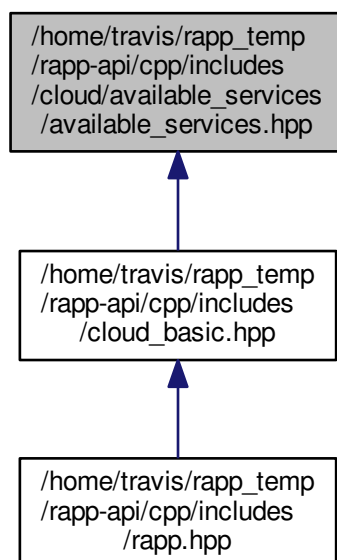 /home/travis/rapp_temp
/rapp-api/cpp/includes
/cloud/available_services
/available_services.hpp
/home/travis/rapp_temp
/rapp-api/cpp/includes
/cloud_basic.hpp
/home/travis/rapp_temp
/rapp-api/cpp/includes
/rapp.hpp